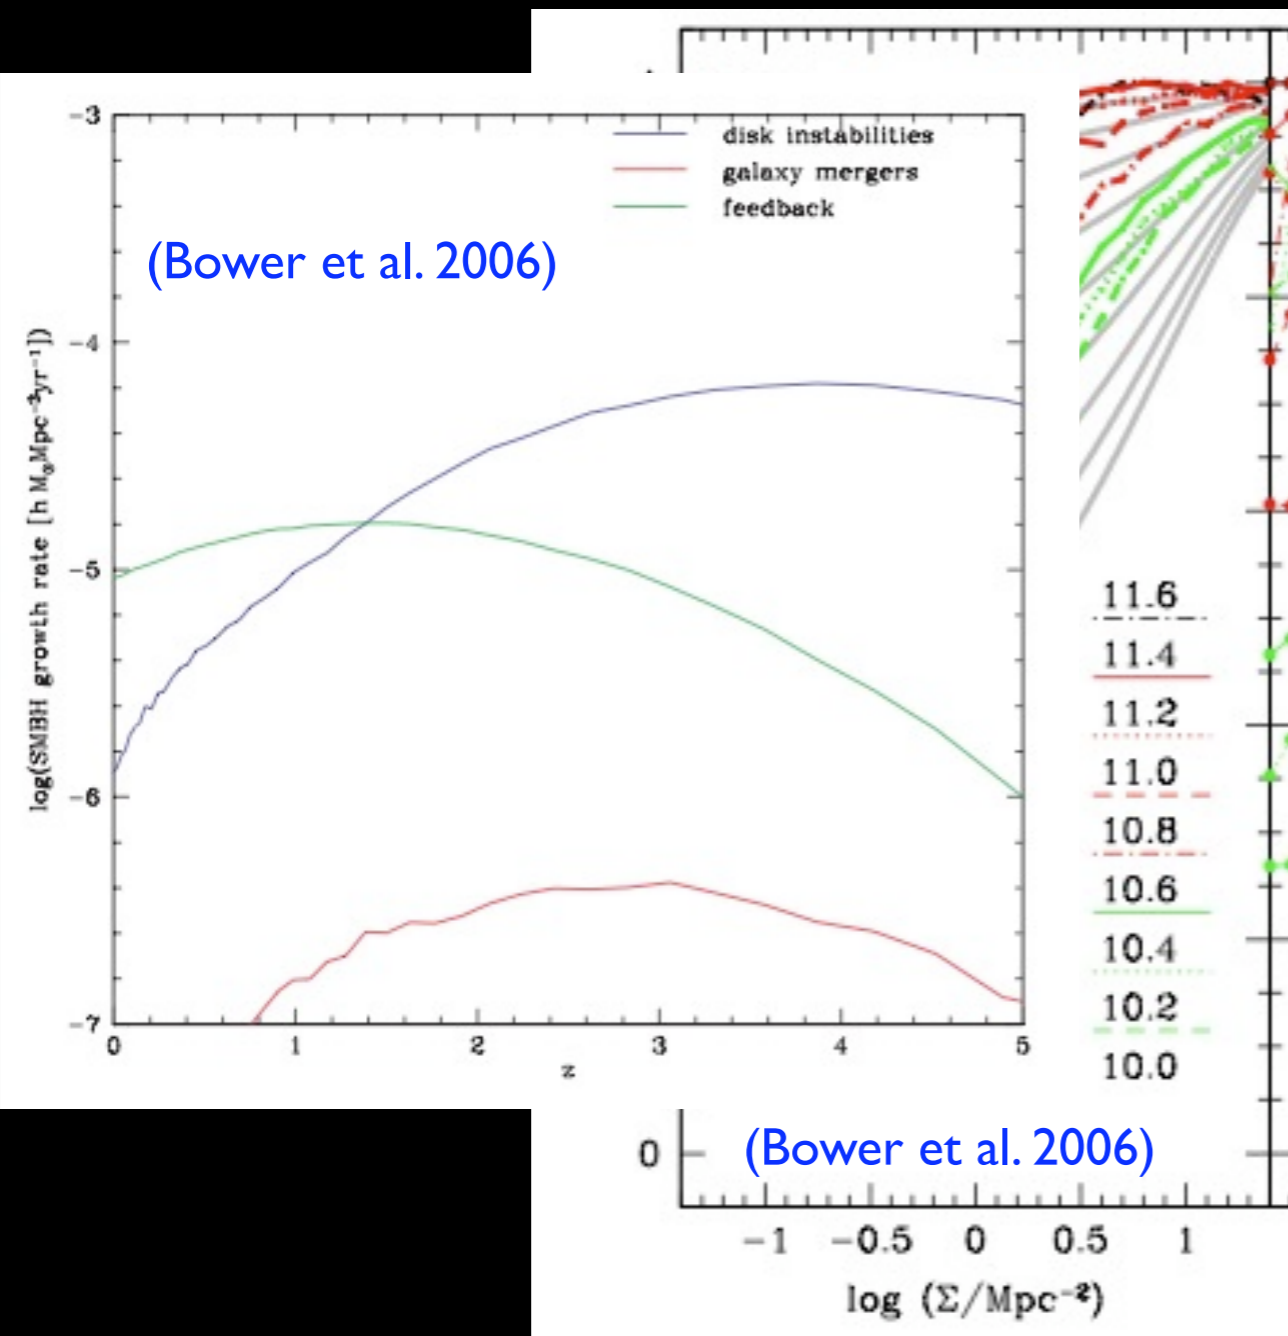 −3
disk instabilities
galaxy mergers
feedback
(Bower et al. 2006)
−4
log(SMBH growth rate [h M⊙Mpc⁻³yr⁻¹])
−5
−6
−7
0 1 2 3 4 5
z
11.6
11.4
11.2
11.0
10.8
10.6
10.4
10.2
10.0
0
(Bower et al. 2006)
−1 −0.5 0 0.5 1
log (Σ/Mpc⁻²)